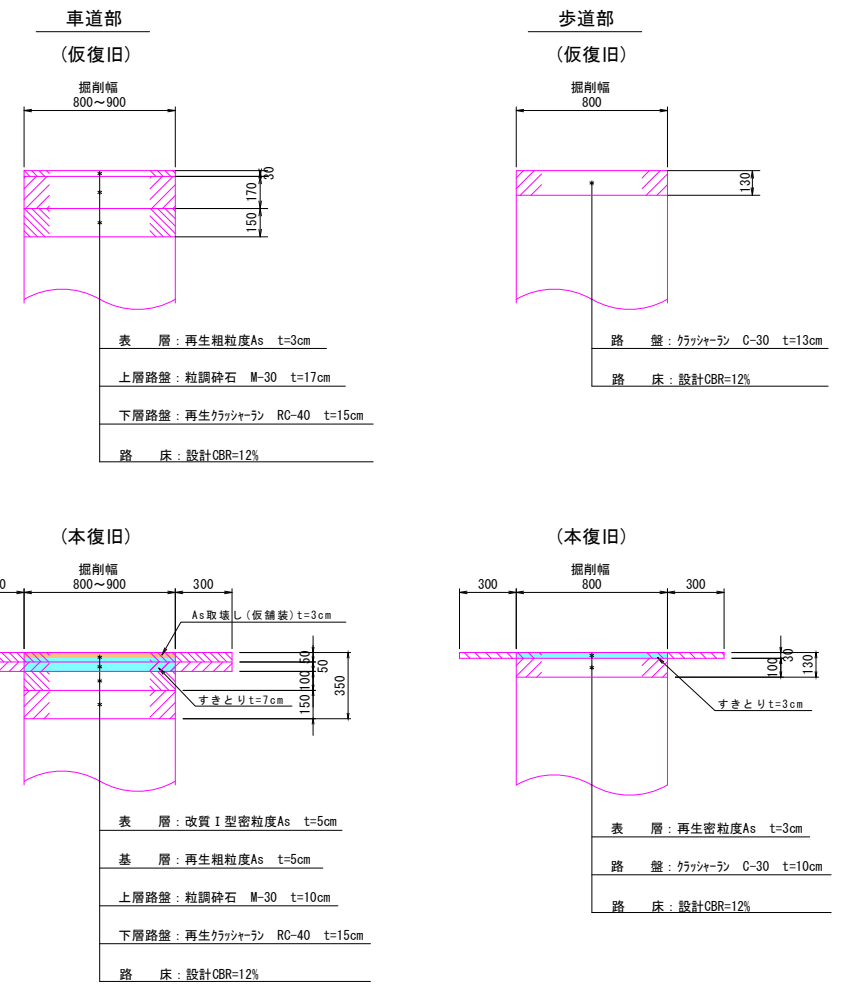 車道部
(仮復旧)
掘削幅
800～900
30
170
150
表　　層：再生粗粒度As　t=3cm
上層路盤：粒調砕石　M-30　t=17cm
下層路盤：再生クラッシャーラン　RC-40　t=15cm
路　　床：設計CBR=12%
歩道部
(仮復旧)
掘削幅
800
130
路　　盤：クラッシャーラン　C-30　t=13cm
路　　床：設計CBR=12%
(本復旧)
掘削幅
800～900
300
As取壊し(仮舗装)t=3cm
50
50
100
150
350
すきとりt=7cm
表　　層：改質Ⅰ型密粒度As　t=5cm
基　　層：再生粗粒度As　t=5cm
上層路盤：粒調砕石　M-30　t=10cm
下層路盤：再生クラッシャーラン　RC-40　t=15cm
路　　床：設計CBR=12%
(本復旧)
掘削幅
300
800
300
30
100
130
すきとりt=3cm
表　　層：再生密粒度As　t=3cm
路　　盤：クラッシャーラン　C-30　t=10cm
路　　床：設計CBR=12%